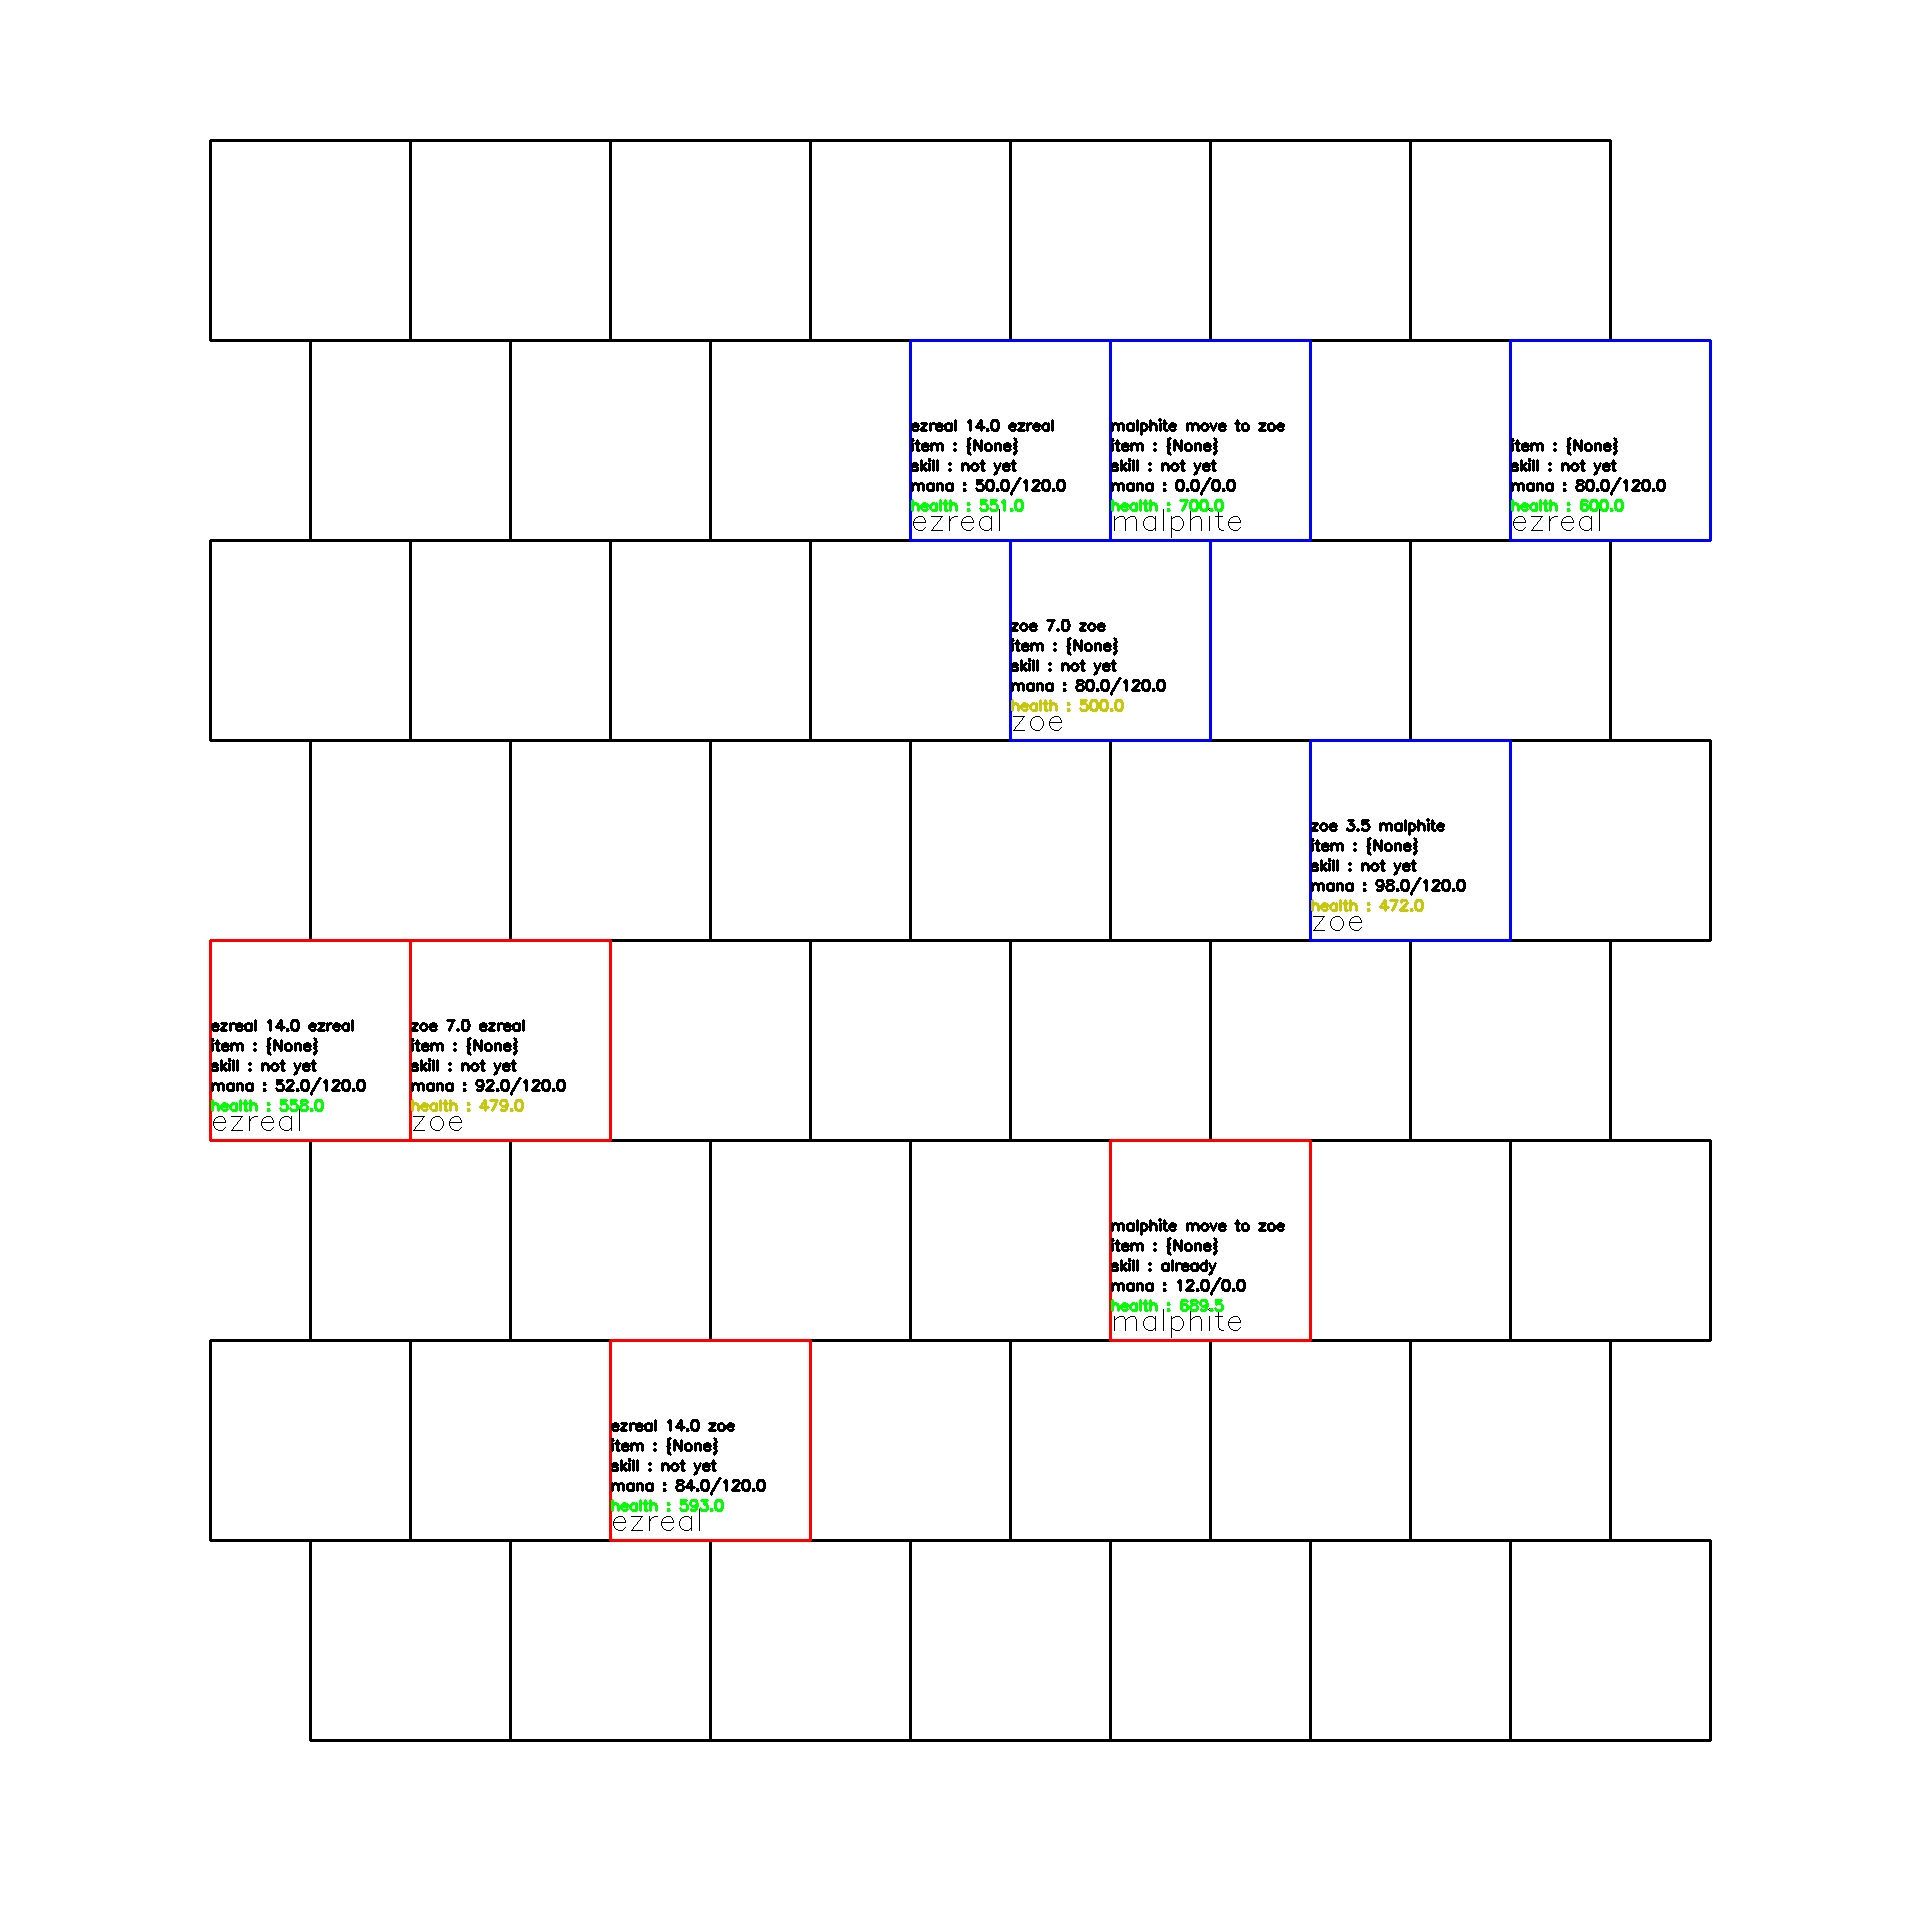 ezreal 14.0 ezreal
item : {None}
skill : not yet
mana : 50.0/120.0
health : 551.0
ezreal
malphite move to zoe
item : {None}
skill : not yet
mana : 0.0/0.0
health : 700.0
malphite
item : {None}
skill : not yet
mana : 80.0/120.0
health : 600.0
ezreal
zoe 7.0 zoe
item : {None}
skill : not yet
mana : 80.0/120.0
health : 500.0
zoe
zoe 3.5 malphite
item : {None}
skill : not yet
mana : 98.0/120.0
health : 472.0
zoe
ezreal 14.0 ezreal
item : {None}
skill : not yet
mana : 52.0/120.0
health : 558.0
ezreal
zoe 7.0 ezreal
item : {None}
skill : not yet
mana : 92.0/120.0
health : 479.0
zoe
malphite move to zoe
item : {None}
skill : already
mana : 12.0/0.0
health : 689.5
malphite
ezreal 14.0 zoe
item : {None}
skill : not yet
mana : 84.0/120.0
health : 593.0
ezreal